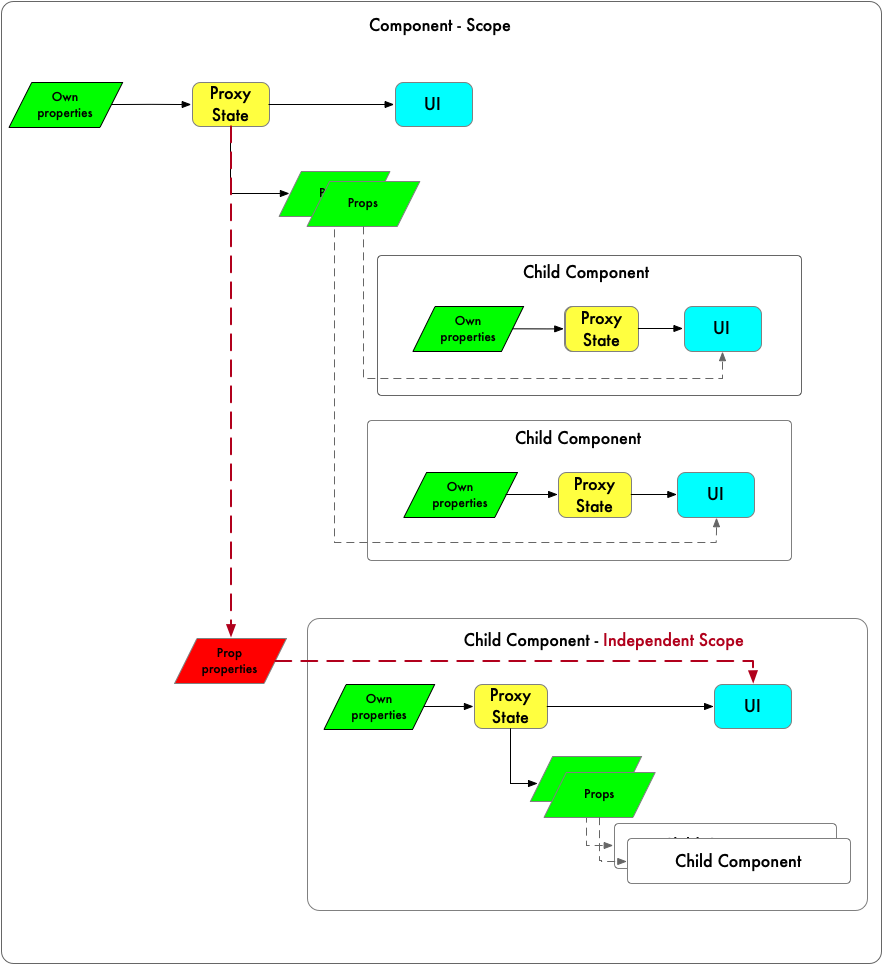 Component - Scope
Own
properties
Proxy
State
UI
Props
Child Component
Own
properties
Proxy
State
UI
Child Component
Own
properties
Proxy
State
UI
Prop
properties
Child Component - Independent Scope
Own
properties
Proxy
State
UI
Props
Child Component